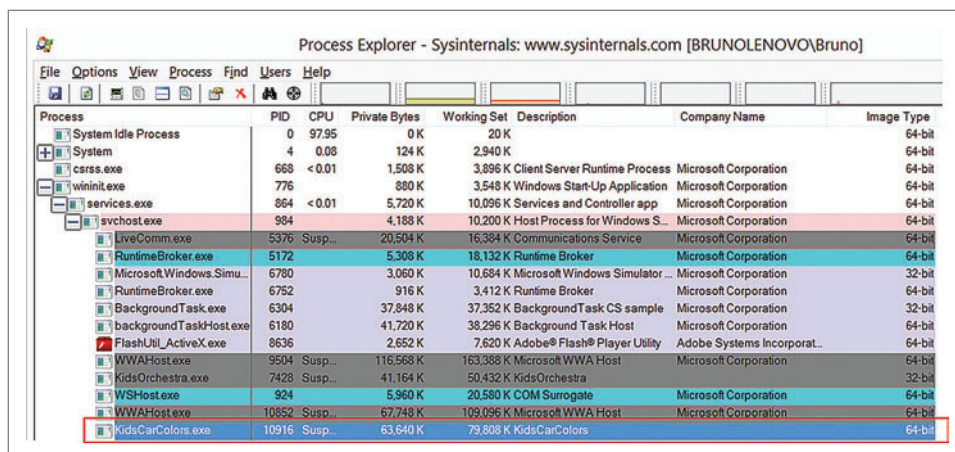 Process Explorer - Sysinternals: www.sysinternals.com [BRUNOLENOVO\Bruno]
File Options View Process Find Users Help
Process PID CPU Private Bytes Working Set Description Company Name Image Type
System Idle Process 0 97.95 0 K 20 K 64-bit
System 4 0.08 124 K 2,940 K 64-bit
csrss.exe 668 < 0.01 1,508 K 3,896 K Client Server Runtime Process Microsoft Corporation 64-bit
wininit.exe 776 880 K 3,548 K Windows Start-Up Application Microsoft Corporation 64-bit
services.exe 864 < 0.01 5,720 K 10,096 K Services and Controller app Microsoft Corporation 64-bit
svchost.exe 984 4,188 K 10,200 K Host Process for Windows S... Microsoft Corporation 64-bit
LiveComm.exe 5376 Susp... 20,504 K 16,384 K Communications Service Microsoft Corporation 64-bit
RuntimeBroker.exe 5172 5,308 K 18,132 K Runtime Broker Microsoft Corporation 64-bit
Microsoft.Windows.Simu... 6780 3,060 K 10,684 K Microsoft Windows Simulator ... Microsoft Corporation 32-bit
RuntimeBroker.exe 6752 916 K 3,412 K Runtime Broker Microsoft Corporation 64-bit
BackgroundTask.exe 6304 37,848 K 37,352 K BackgroundTask CS sample Microsoft Corporation 32-bit
backgroundTaskHost.exe 6180 41,720 K 38,296 K Background Task Host Microsoft Corporation 64-bit
FlashUtil_ActiveX.exe 8636 2,652 K 7,620 K Adobe® Flash® Player Utility Adobe Systems Incorporat... 64-bit
WWAHost.exe 9504 Susp... 116,568 K 163,388 K Microsoft WWA Host Microsoft Corporation 64-bit
KidsOrchestra.exe 7428 Susp... 41,164 K 50,432 K KidsOrchestra 32-bit
WSHost.exe 924 5,960 K 20,580 K COM Surrogate Microsoft Corporation 64-bit
WWAHost.exe 10852 Susp... 67,748 K 109,096 K Microsoft WWA Host Microsoft Corporation 64-bit
KidsCarColors.exe 10916 Susp... 63,640 K 79,808 K KidsCarColors 64-bit